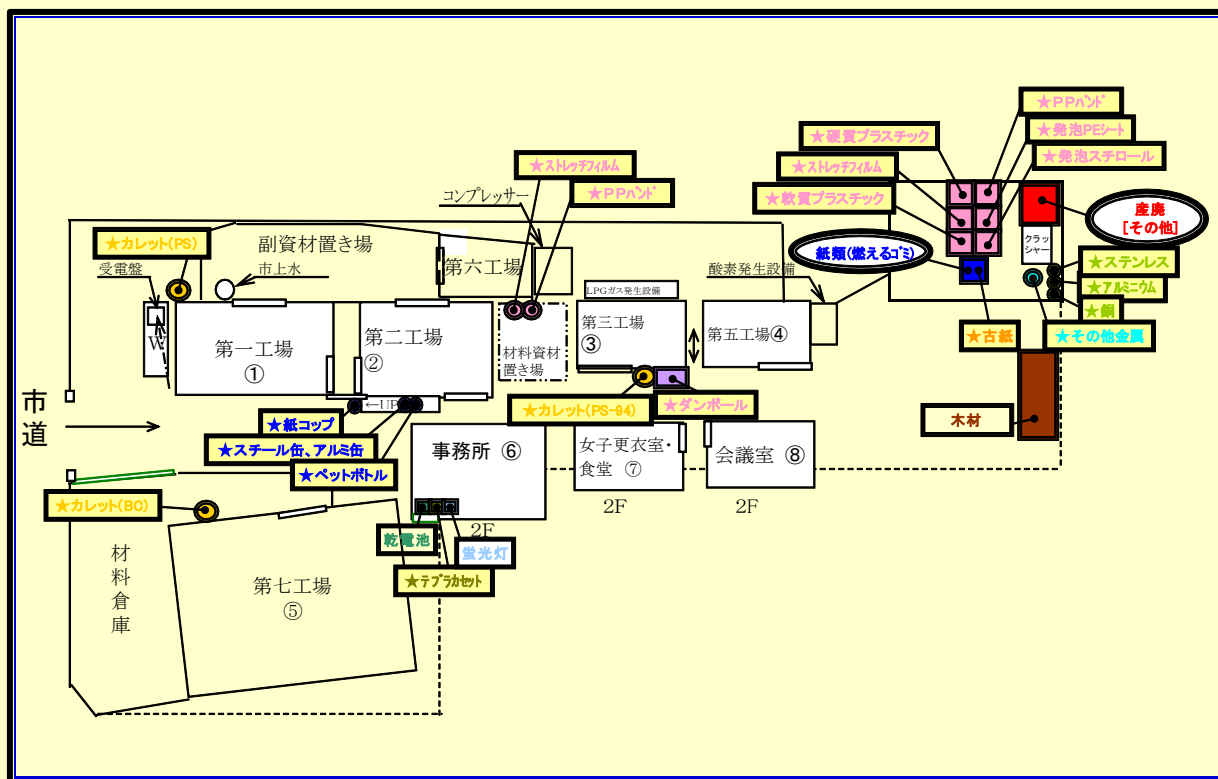 ★PPバンド
★硬質プラスチック
★発泡PEシート
★ストレッチフィルム
★ストレッチフィルム
★発泡スチロール
コンプレッサー
★PPバンド
★軟質プラスチック
産廃
[その他]
★カレット(PS)
副資材置き場
紙類(燃えるゴミ)
クラッ
シャー
受電盤
市上水
第六工場
酸素発生設備
★ステンレス
LPGガス発生設備
★アルミニウム
★銅
W
第一工場
①
第二工場
②
材料資材
置き場
第三工場
③
第五工場④
★古紙
★その他金属
市
道
←UP
★カレット(PS-94)
★ダンボール
木材
★紙コップ
★スチール缶、アルミ缶
★ペットボトル
事務所 ⑥
女子更衣室・
食堂 ⑦
会議室 ⑧
★カレット(BC)
2F
2F
2F
乾電池
蛍光灯
★テプラカセット
材料倉庫
第七工場
⑤